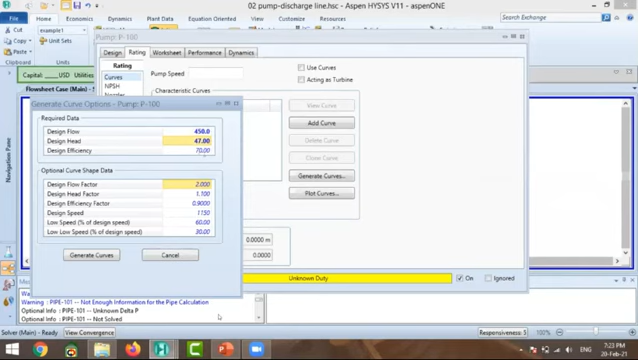 02 pump-discharge line.hsc - Aspen HYSYS V11 - aspenONE
File Home Economics Dynamics Plant Data Equation Oriented View Customize Resources
Search Exchange
Cut
Copy
Paste
example1
Unit Sets
Capital: USD Utilities:
Flowsheet Case (Main) - S
Pump: P-100
Design Rating Worksheet Performance Dynamics
Rating
Curves
NPSH
Nozzles
Pump Speed
Use Curves
Acting as Turbine
Characteristic Curves
View Curve
Add Curve
Delete Curve
Clone Curve
Generate Curves...
Plot Curves...
0.0000 m
0.0000
Unknown Duty
On
Ignored
Generate Curve Options - Pump: P-100
Required Data
Design Flow 450.0
Design Head 47.00
Design Efficiency 70.00
Optional Curve Shape Data
Design Flow Factor 2.000
Design Head Factor 1.100
Design Efficiency Factor 0.9000
Design Speed 1150
Low Speed (% of design speed) 60.00
Low Low Speed (% of design speed) 30.00
Generate Curves
Cancel
Navigation Pane
Warning : PIPE-101 -- Not Enough Information for the Pipe Calculation
Optional Info : PIPE-101 -- Unknown Delta P
Optional Info : PIPE-101 -- Not Solved
Solver (Main) - Ready
View Convergence
Responsiveness: 5
150%
ENG
7:23 PM
20-Feb-21